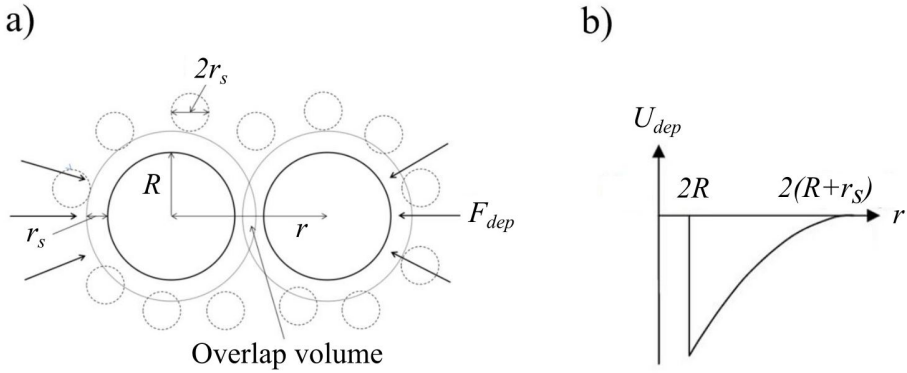 a)
2r_s
R
r
r_s
F_dep
Overlap volume
b)
U_dep
2R
2(R+r_s)
r